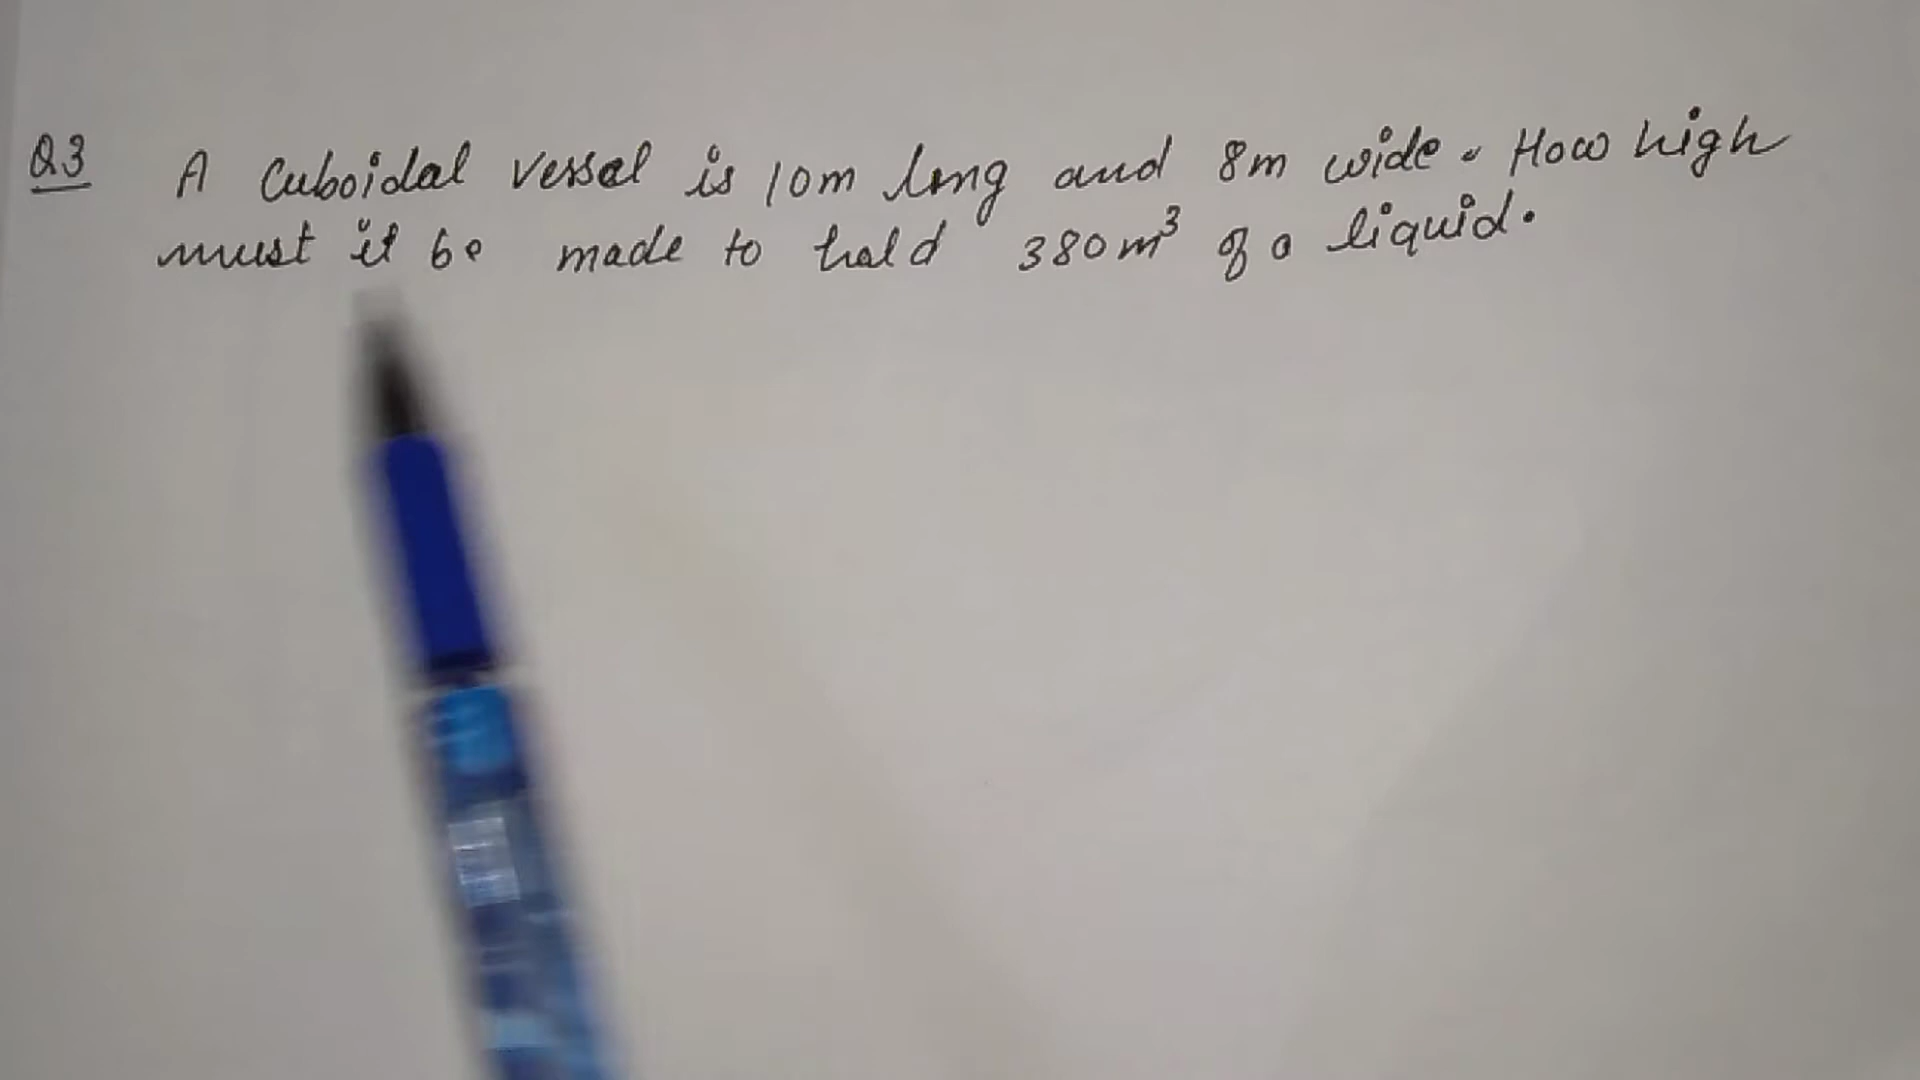 Q3 A Cuboidal vessel is 10m long and 8m wide. How high
must it be made to hold 380m³ of a liquid.